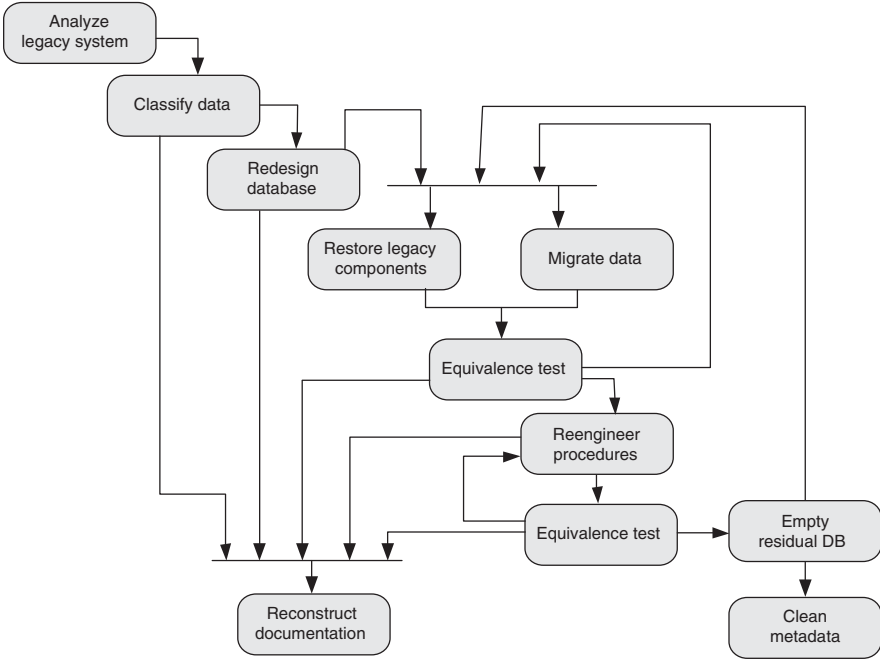 Analyze
legacy system
Classify data
Redesign
database
Restore legacy
components
Migrate data
Equivalence test
Reengineer
procedures
Equivalence test
Empty
residual DB
Reconstruct
documentation
Clean
metadata